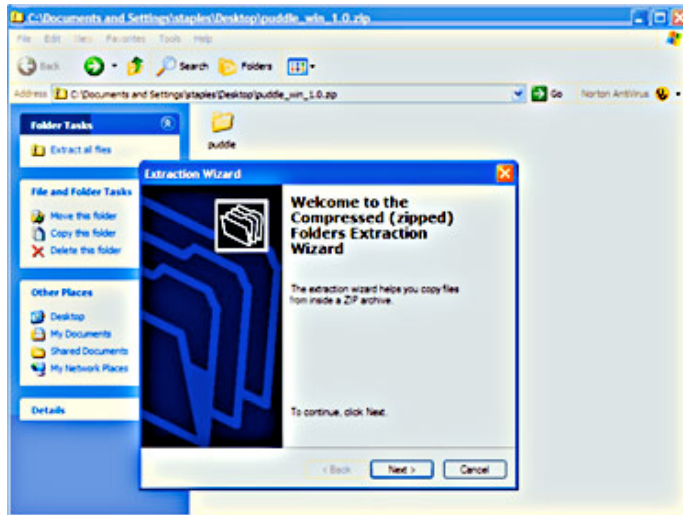 C:\Documents and Settings\staples\Desktop\puddle_win_1.0.zip
File Edit View Favorites Tools Help
Back Search Folders
Address C:\Documents and Settings\staples\Desktop\puddle_win_1.0.zip Go Norton AntiVirus
Folder Tasks
Extract all files
puddle
File and Folder Tasks
Move this folder
Copy this folder
Delete this folder
Other Places
Desktop
My Documents
Shared Documents
My Network Places
Details
Extraction Wizard
Welcome to the
Compressed (zipped)
Folders Extraction
Wizard
The extraction wizard helps you copy files
from inside a ZIP archive.
To continue, click Next.
< Back Next > Cancel